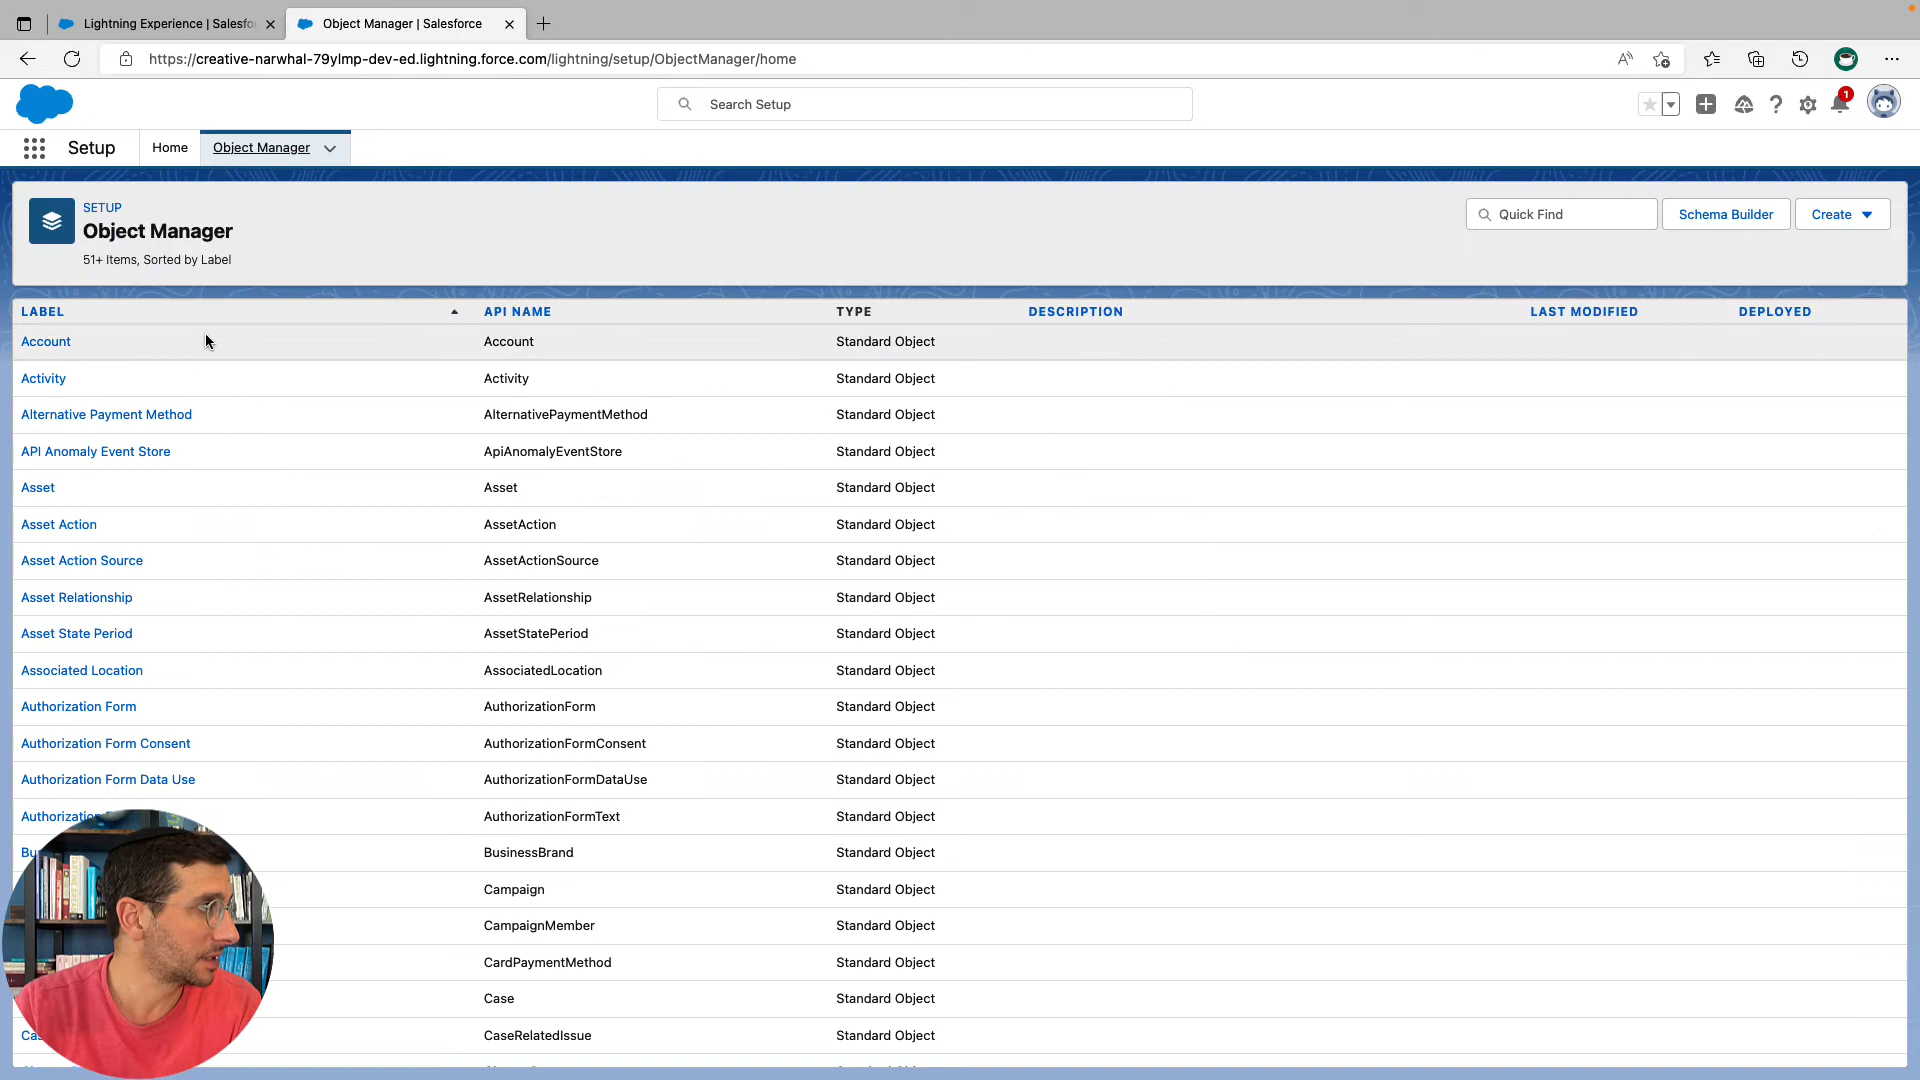 Lightning Experience | Salesfo
Object Manager | Salesforce
https://creative-narwhal-79ylmp-dev-ed.lightning.force.com/lightning/setup/ObjectManager/home
Search Setup
1
Setup
Home
Object Manager
SETUP
Object Manager
51+ Items, Sorted by Label
Quick Find
Schema Builder
Create
LABEL API NAME TYPE DESCRIPTION LAST MODIFIED DEPLOYED
Account Account Standard Object
Activity Activity Standard Object
Alternative Payment Method AlternativePaymentMethod Standard Object
API Anomaly Event Store ApiAnomalyEventStore Standard Object
Asset Asset Standard Object
Asset Action AssetAction Standard Object
Asset Action Source AssetActionSource Standard Object
Asset Relationship AssetRelationship Standard Object
Asset State Period AssetStatePeriod Standard Object
Associated Location AssociatedLocation Standard Object
Authorization Form AuthorizationForm Standard Object
Authorization Form Consent AuthorizationFormConsent Standard Object
Authorization Form Data Use AuthorizationFormDataUse Standard Object
Authorization AuthorizationFormText Standard Object
Bu BusinessBrand Standard Object
Campaign Standard Object
CampaignMember Standard Object
CardPaymentMethod Standard Object
Case Standard Object
Ca CaseRelatedIssue Standard Object